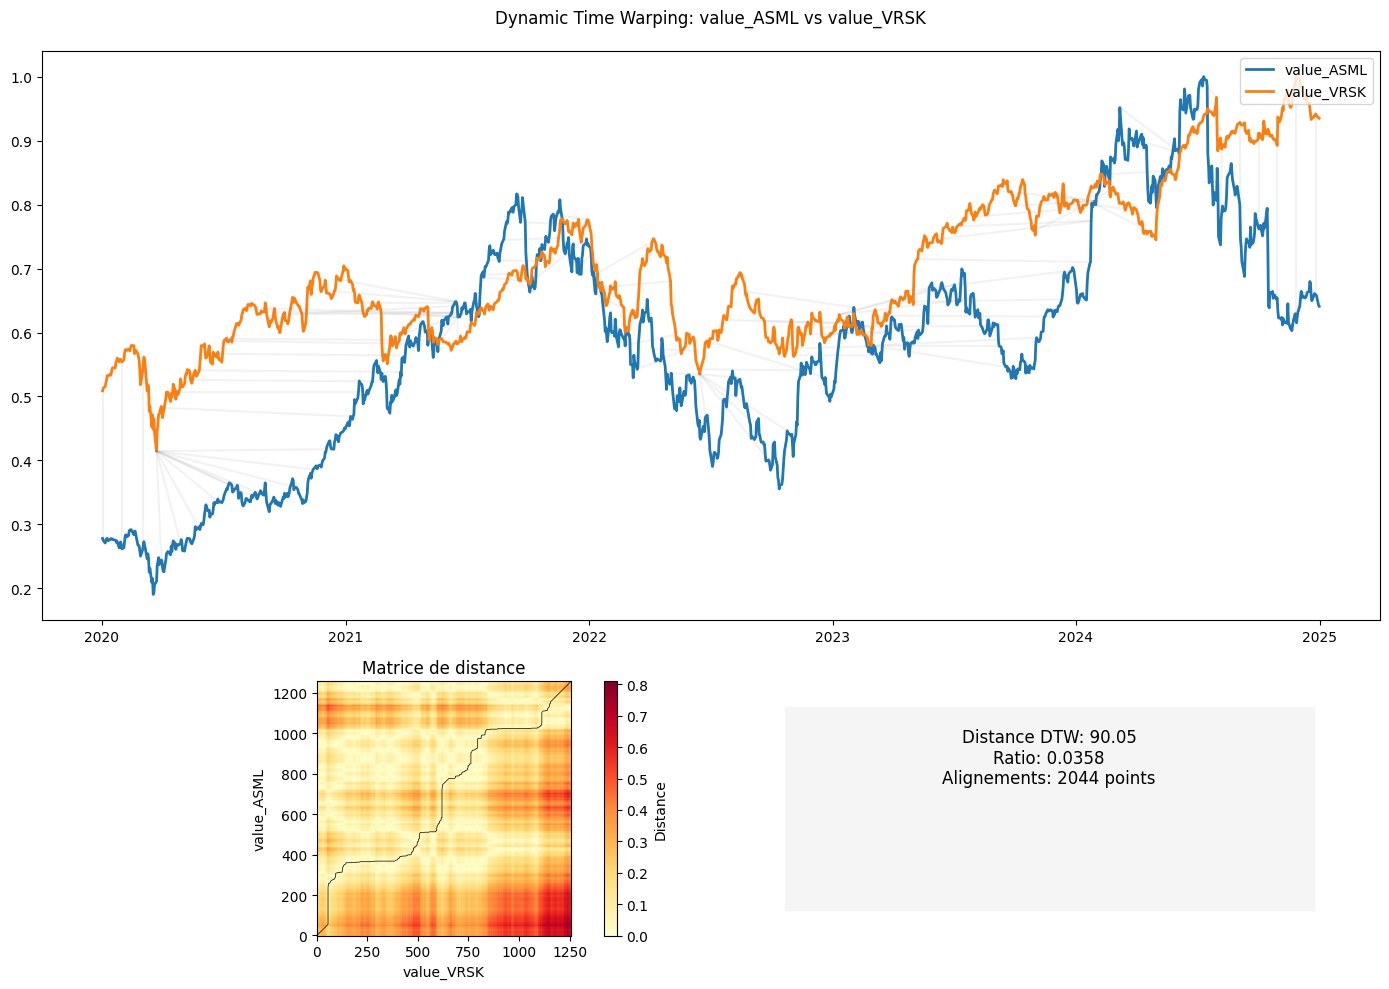 Dynamic Time Warping: value_ASML vs value_VRSK
value_ASML
value_VRSK
1.0
0.9
0.8
0.7
0.6
0.5
0.4
0.3
0.2
2020 2021 2022 2023 2024 2025
Matrice de distance
value_ASML
1200
1000
800
600
400
200
0
0 250 500 750 1000 1250
value_VRSK
0.8
0.7
0.6
0.5
0.4
0.3
0.2
0.1
0.0
Distance
Distance DTW: 90.05
Ratio: 0.0358
Alignements: 2044 points